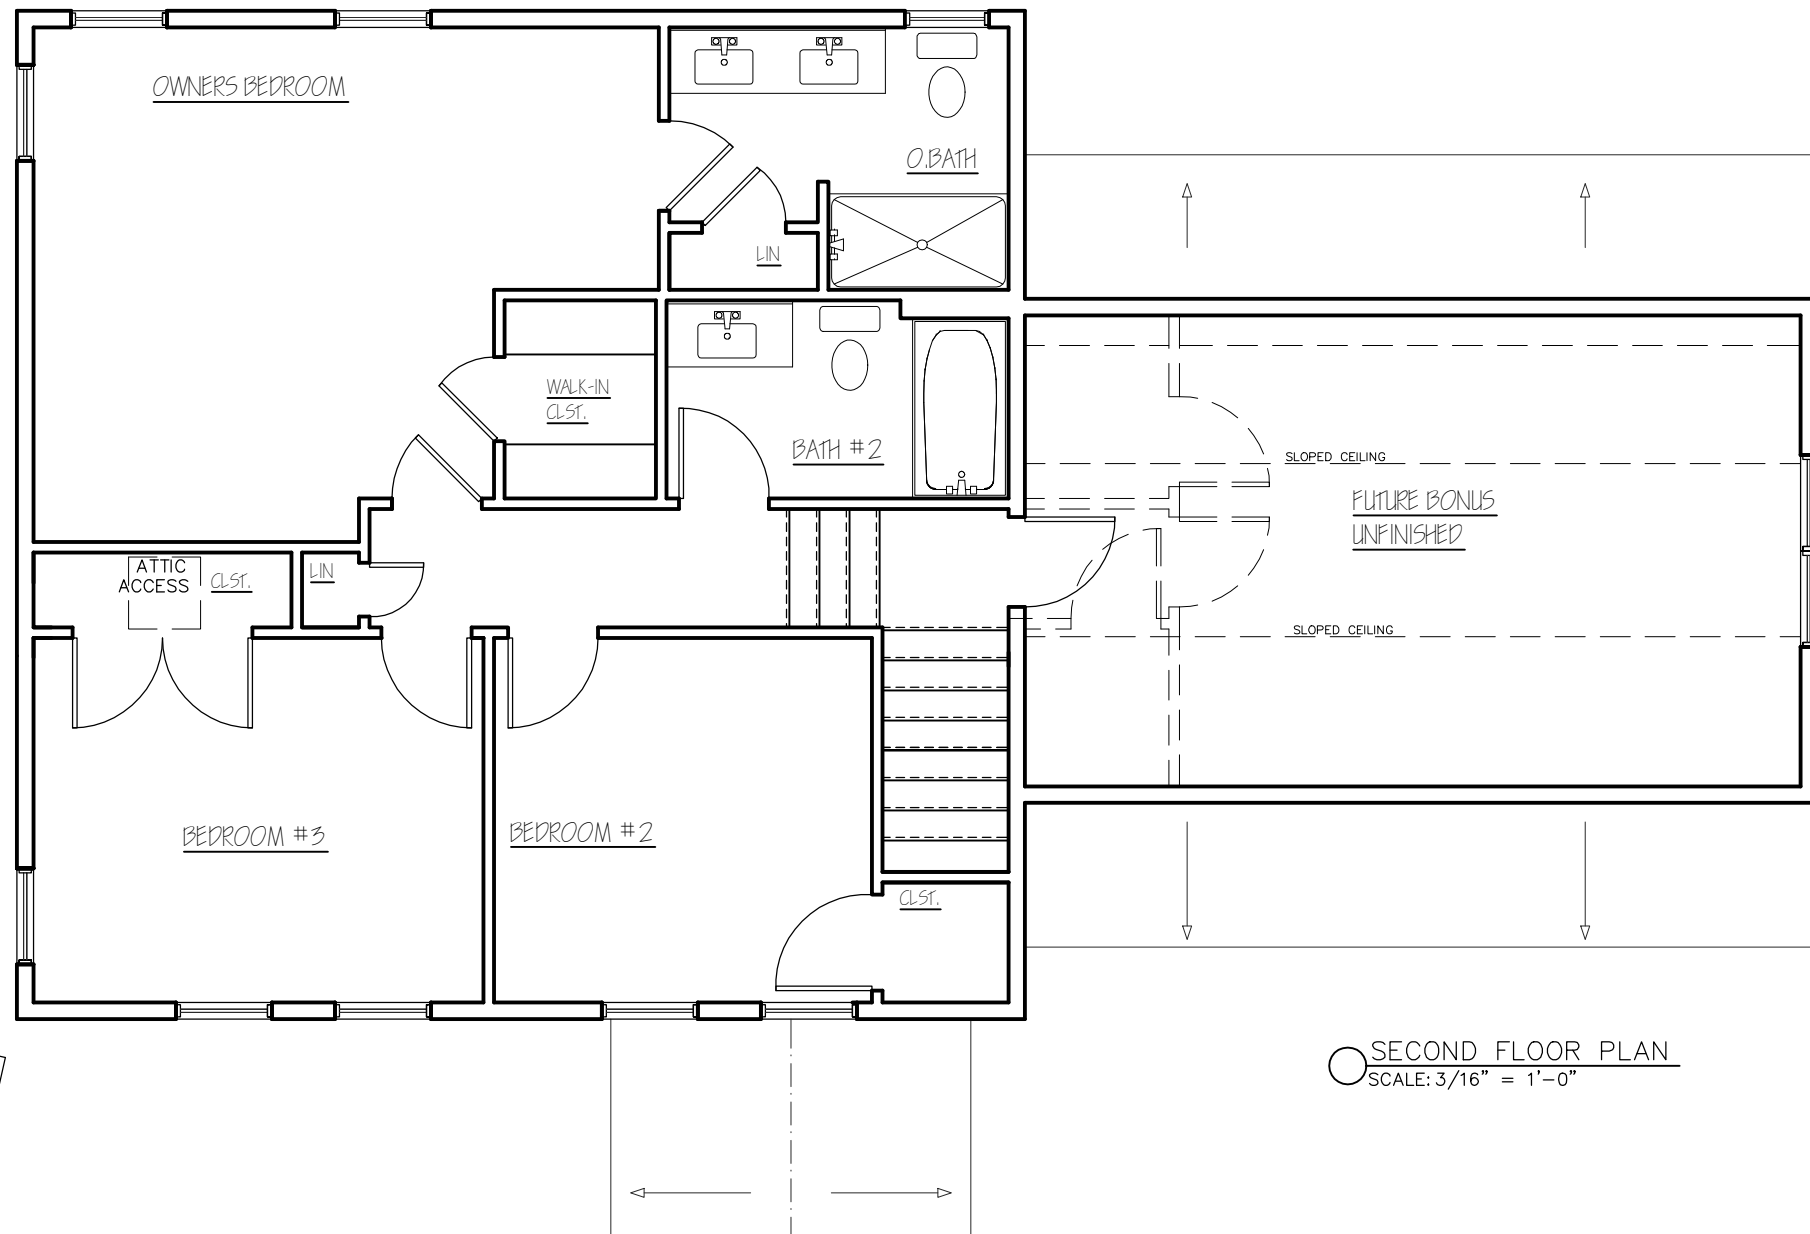 OWNERS BEDROOM
O.BATH
LIN
WALK-IN
CLST.
BATH #2
SLOPED CEILING
FUTURE BONUS
UNFINISHED
ATTIC
ACCESS
CLST.
LIN
SLOPED CEILING
BEDROOM #3
BEDROOM #2
CLST.
SECOND FLOOR PLAN
SCALE: 3/16" = 1'-0"